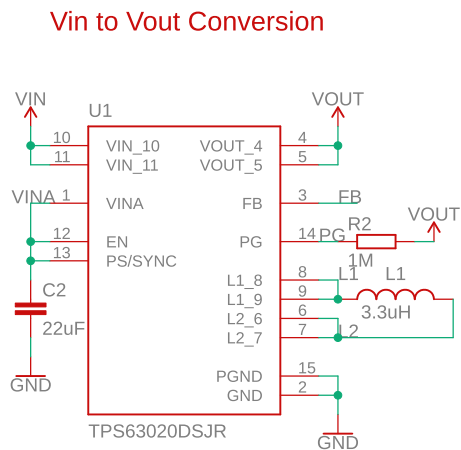 Vin to Vout Conversion
VIN
VOUT
U1
10 VIN_10 VOUT_4 4
11 VIN_11 VOUT_5 5
VINA 1 VINA FB 3 FB
12 EN PG 14 PG R2 VOUT
13 PS/SYNC 1M
L1_8 8 L1 L1
C2 L1_9 9
22uF L2_6 6 3.3uH
L2_7 7 L2
GND PGND 15
GND 2
TPS63020DSJR
GND